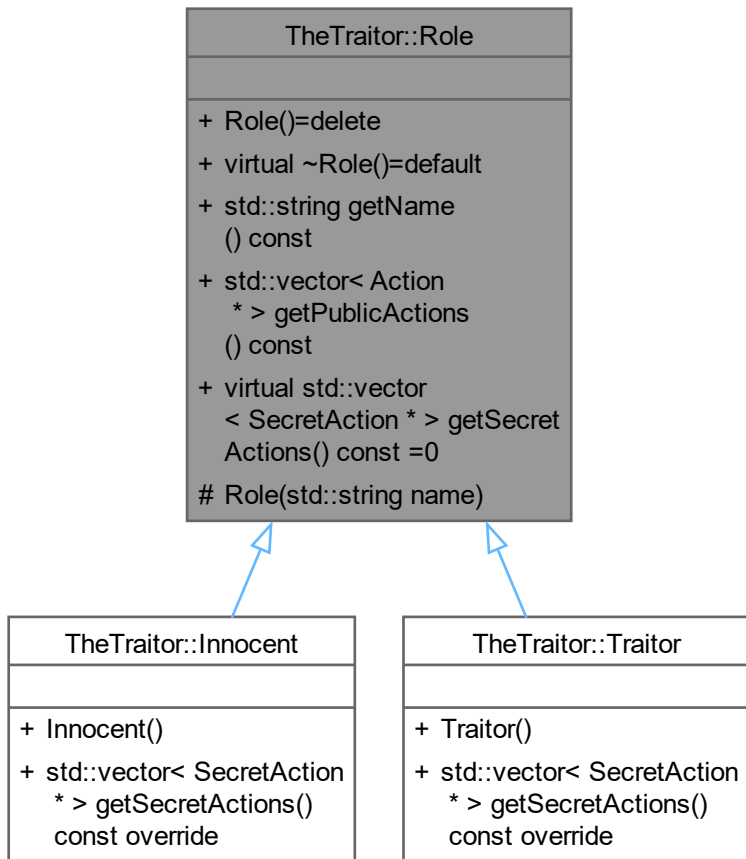 TheTraitor::Role
+ Role()=delete
+ virtual ~Role()=default
+ std::string getName
() const
+ std::vector< Action
* > getPublicActions
() const
+ virtual std::vector
< SecretAction * > getSecret
Actions() const =0
# Role(std::string name)
TheTraitor::Innocent
+ Innocent()
+ std::vector< SecretAction
* > getSecretActions()
const override
TheTraitor::Traitor
+ Traitor()
+ std::vector< SecretAction
* > getSecretActions()
const override